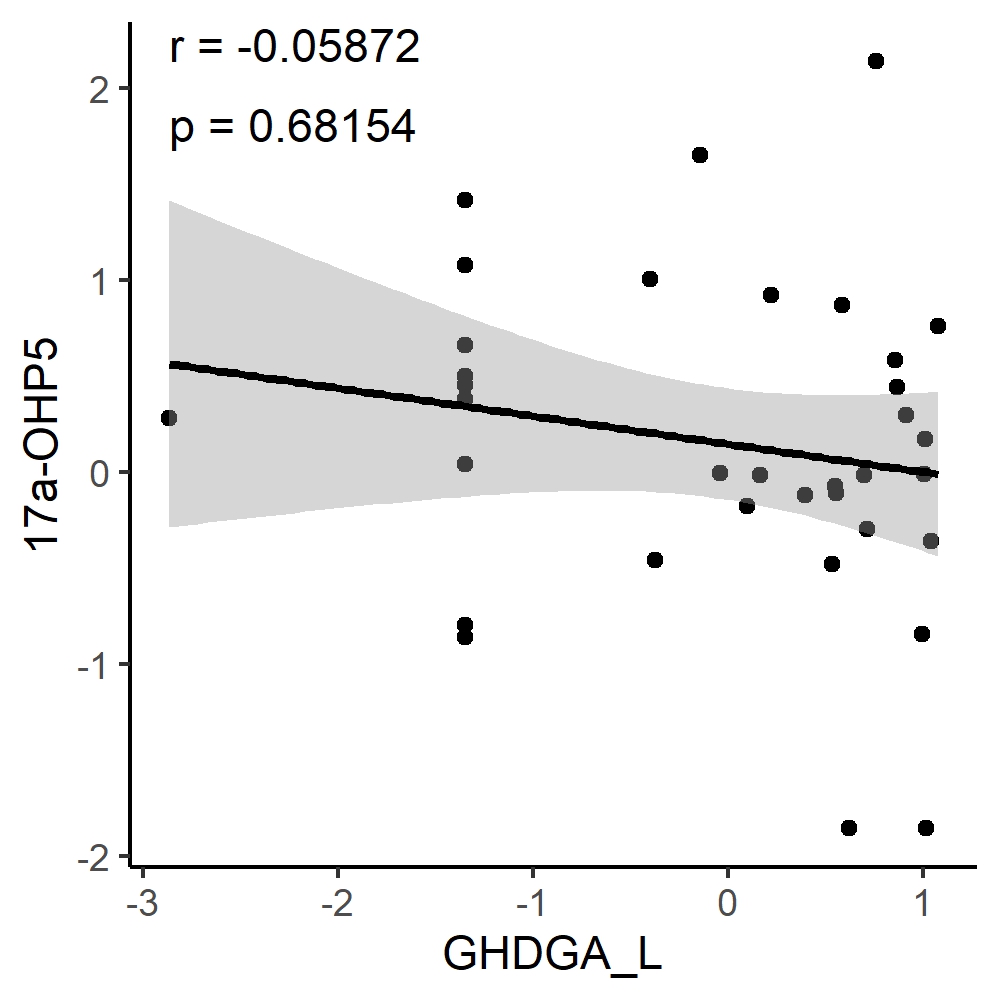 r = -0.05872
p = 0.68154
2
1
0
-1
-2
17a-OHP5
-3 -2 -1 0 1
GHDGA_L